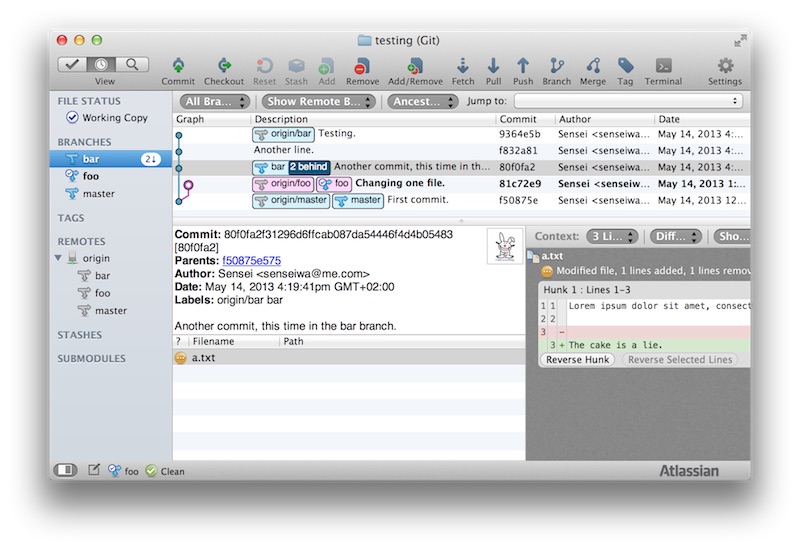 testing (Git)
View Commit Checkout Reset Stash Add Remove Add/Remove Fetch Pull Push Branch Merge Tag Terminal Settings
FILE STATUS
Working Copy
BRANCHES
bar 2↓
foo
master
TAGS
REMOTES
origin
bar
foo
master
STASHES
SUBMODULES
All Bra... Show Remote B... Ancest... Jump to:
Graph Description Commit Author Date
origin/bar Testing. 9364e5b Sensei <senseiwa... May 14, 2013 4:...
Another line. f832a81 Sensei <senseiwa... May 14, 2013 4:...
bar 2 behind Another commit, this time in th... 80f0fa2 Sensei <senseiwa... May 14, 2013 4:...
origin/foo foo Changing one file. 81c72e9 Sensei <senseiw... May 14, 2013 1:...
origin/master master First commit. f50875e Sensei <senseiwa... May 14, 2013 12...
Commit: 80f0fa2f31296d6ffcab087da54446f4d4b05483
[80f0fa2]
Parents: f50875e575
Author: Sensei <senseiwa@me.com>
Date: May 14, 2013 4:19:41pm GMT+02:00
Labels: origin/bar bar
Another commit, this time in the bar branch.
? Filename Path
a.txt
Context: 3 Li... Diff... Sho...
a.txt
Modified file, 1 lines added, 1 lines remov
Hunk 1 : Lines 1-3
1 1 Lorem ipsum dolor sit amet, consect
2 2
3 -
3 + The cake is a lie.
Reverse Hunk Reverse Selected Lines
foo Clean
Atlassian